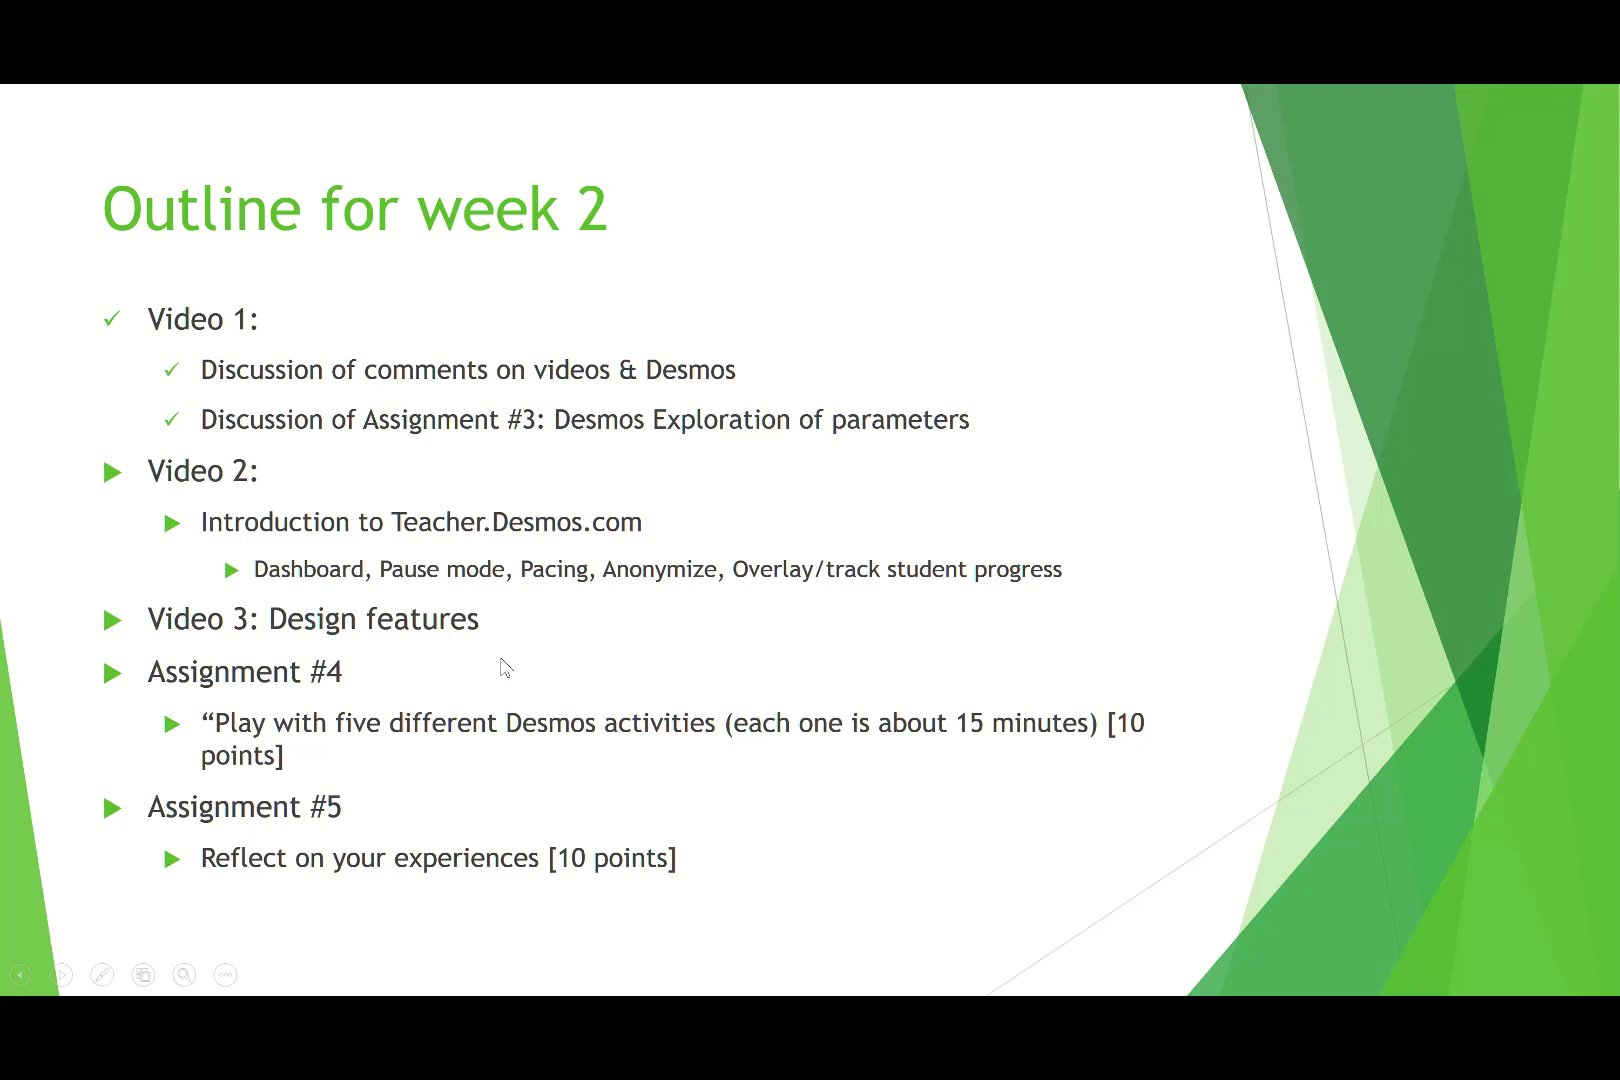 Outline for week 2
Video 1:
Discussion of comments on videos & Desmos
Discussion of Assignment #3: Desmos Exploration of parameters
Video 2:
Introduction to Teacher.Desmos.com
Dashboard, Pause mode, Pacing, Anonymize, Overlay/track student progress
Video 3: Design features
Assignment #4
“Play with five different Desmos activities (each one is about 15 minutes) [10
points]
Assignment #5
Reflect on your experiences [10 points]